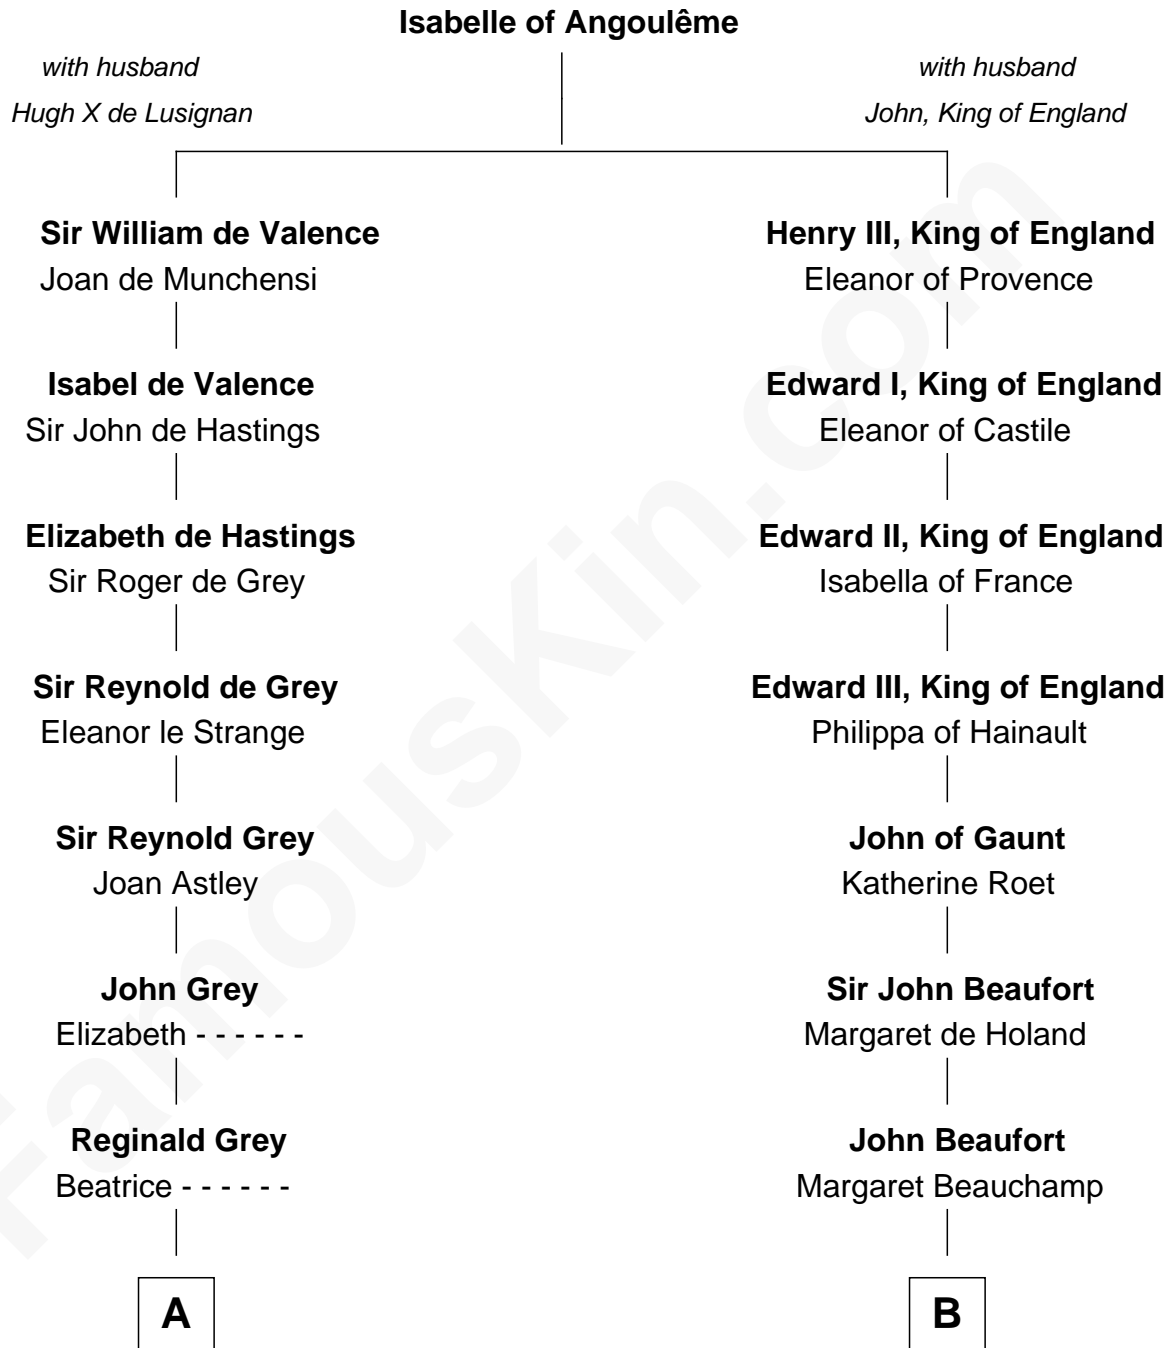 Isabelle of Angoulême
with husband
Hugh X de Lusignan
with husband
John, King of England
Sir William de Valence
Joan de Munchensi
Henry III, King of England
Eleanor of Provence
Isabel de Valence
Sir John de Hastings
Edward I, King of England
Eleanor of Castile
Elizabeth de Hastings
Sir Roger de Grey
Edward II, King of England
Isabella of France
Sir Reynold de Grey
Eleanor le Strange
Edward III, King of England
Philippa of Hainault
Sir Reynold Grey
Joan Astley
John of Gaunt
Katherine Roet
John Grey
Elizabeth - - - - - -
Sir John Beaufort
Margaret de Holand
Reginald Grey
Beatrice - - - - - -
John Beaufort
Margaret Beauchamp
A
B
FamousKin.com